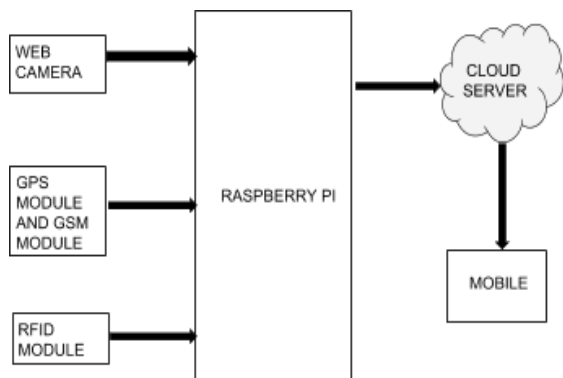 WEB
CAMERA
GPS
MODULE
AND GSM
MODULE
RFID
MODULE
RASPBERRY PI
CLOUD
SERVER
MOBILE